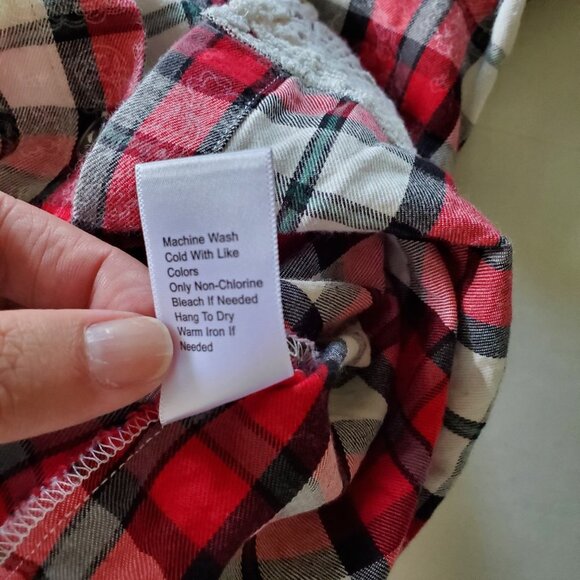 Machine Wash
Cold With Like
Colors
Only Non-Chlorine
Bleach If Needed
Hang To Dry
Warm Iron If
Needed